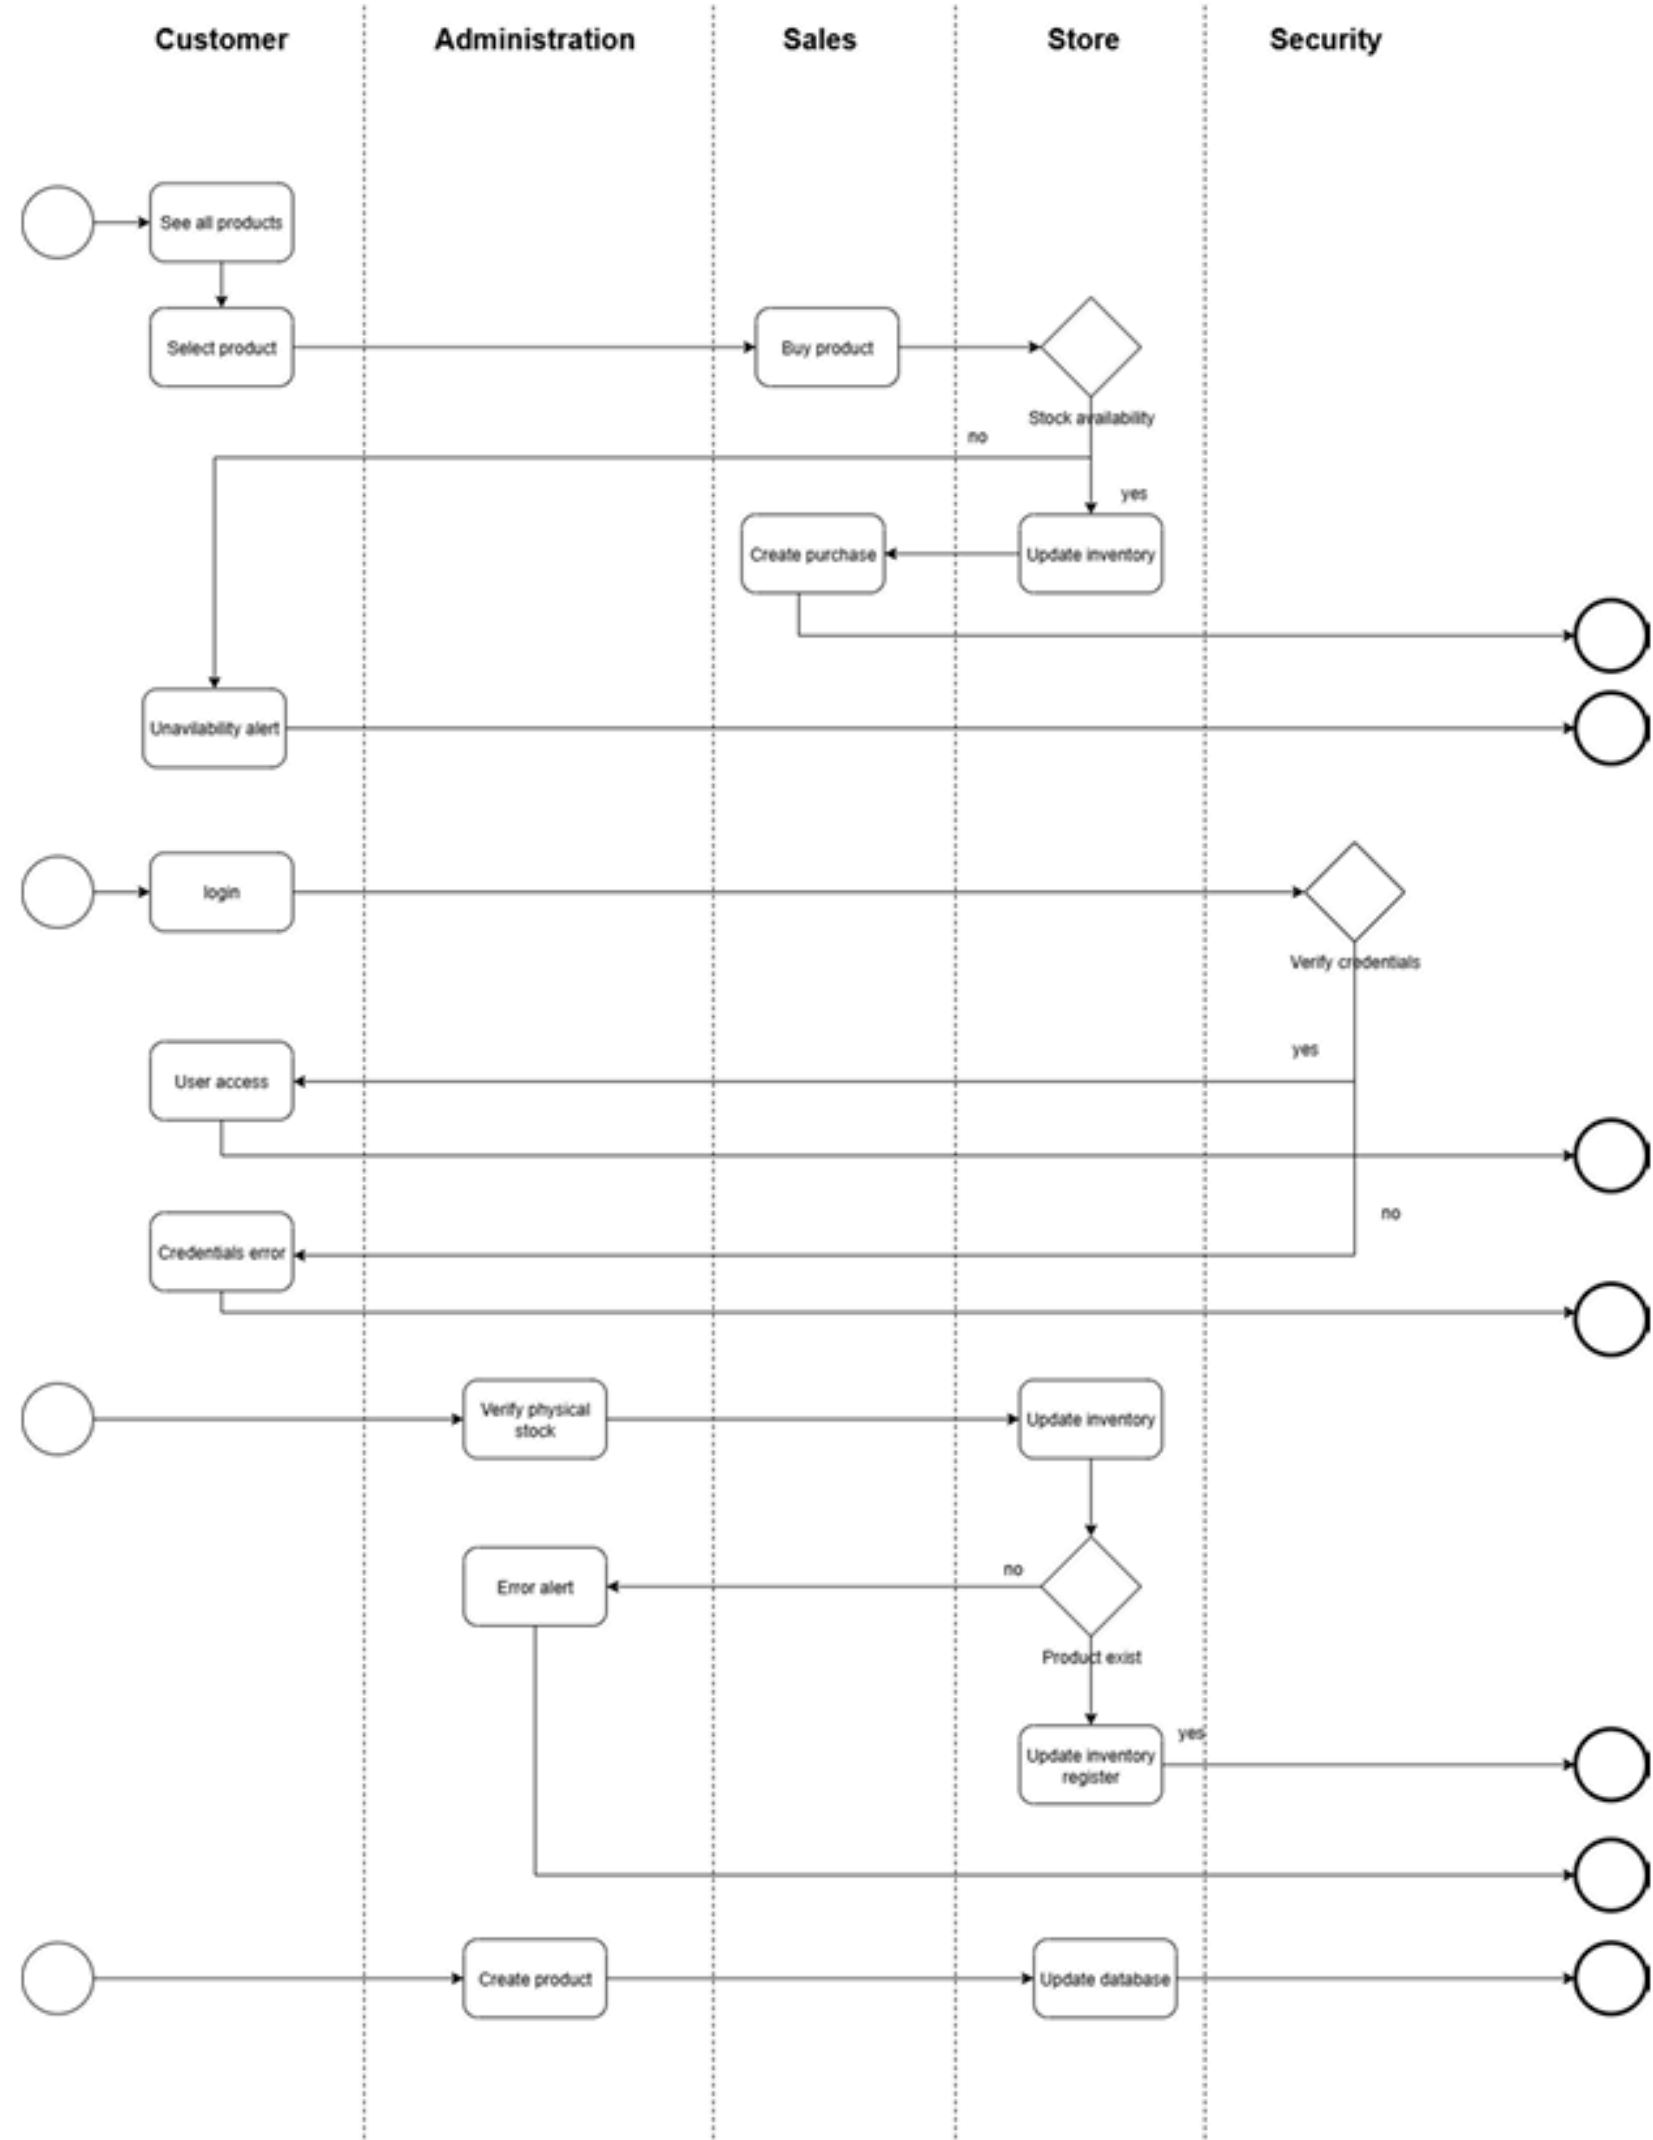 Customer
Administration
Sales
Store
Security
See all products
Select product
Buy product
Stock availability
no
yes
Create purchase
Update inventory
Unavilability alert
login
Verify credentials
yes
User access
no
Credentials error
Verify physical
stock
Update inventory
no
Error alert
Product exist
yes
Update inventory
register
Create product
Update database